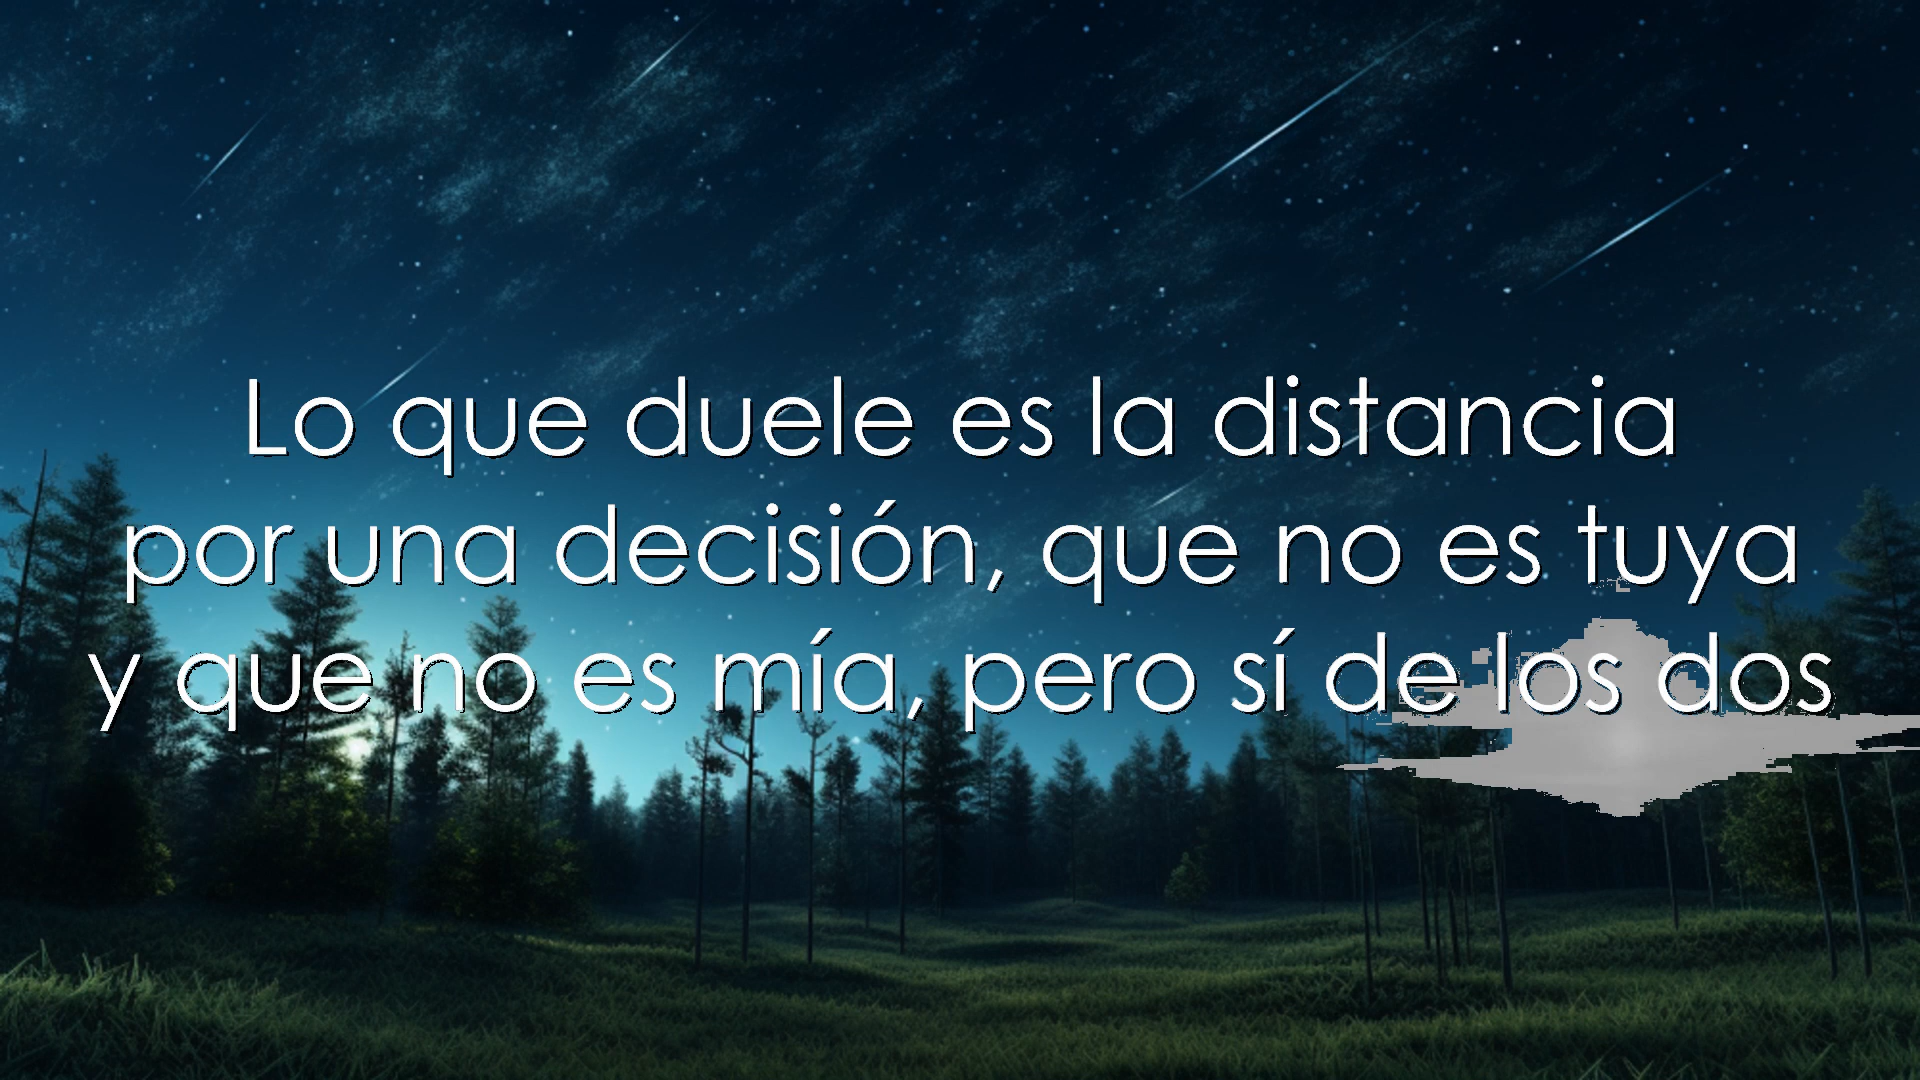 Lo que duele es la distancia
por una decisión, que no es tuya
y que no es mía, pero sí de los dos